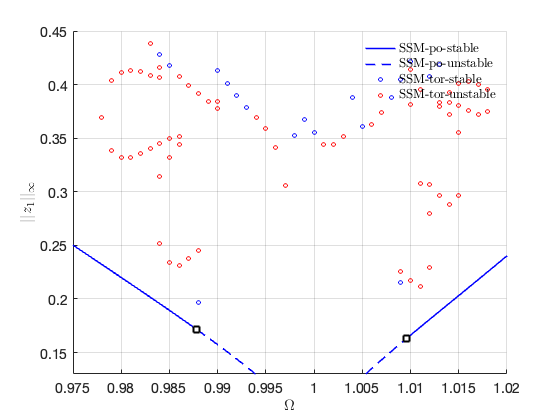 0.45
0.4
0.35
0.3
0.25
0.2
0.15
||z₁||∞
SSM-po-stable
SSM-po-unstable
SSM-tor-stable
SSM-tor-unstable
0.975 0.98 0.985 0.99 0.995 1 1.005 1.01 1.015 1.02
Ω